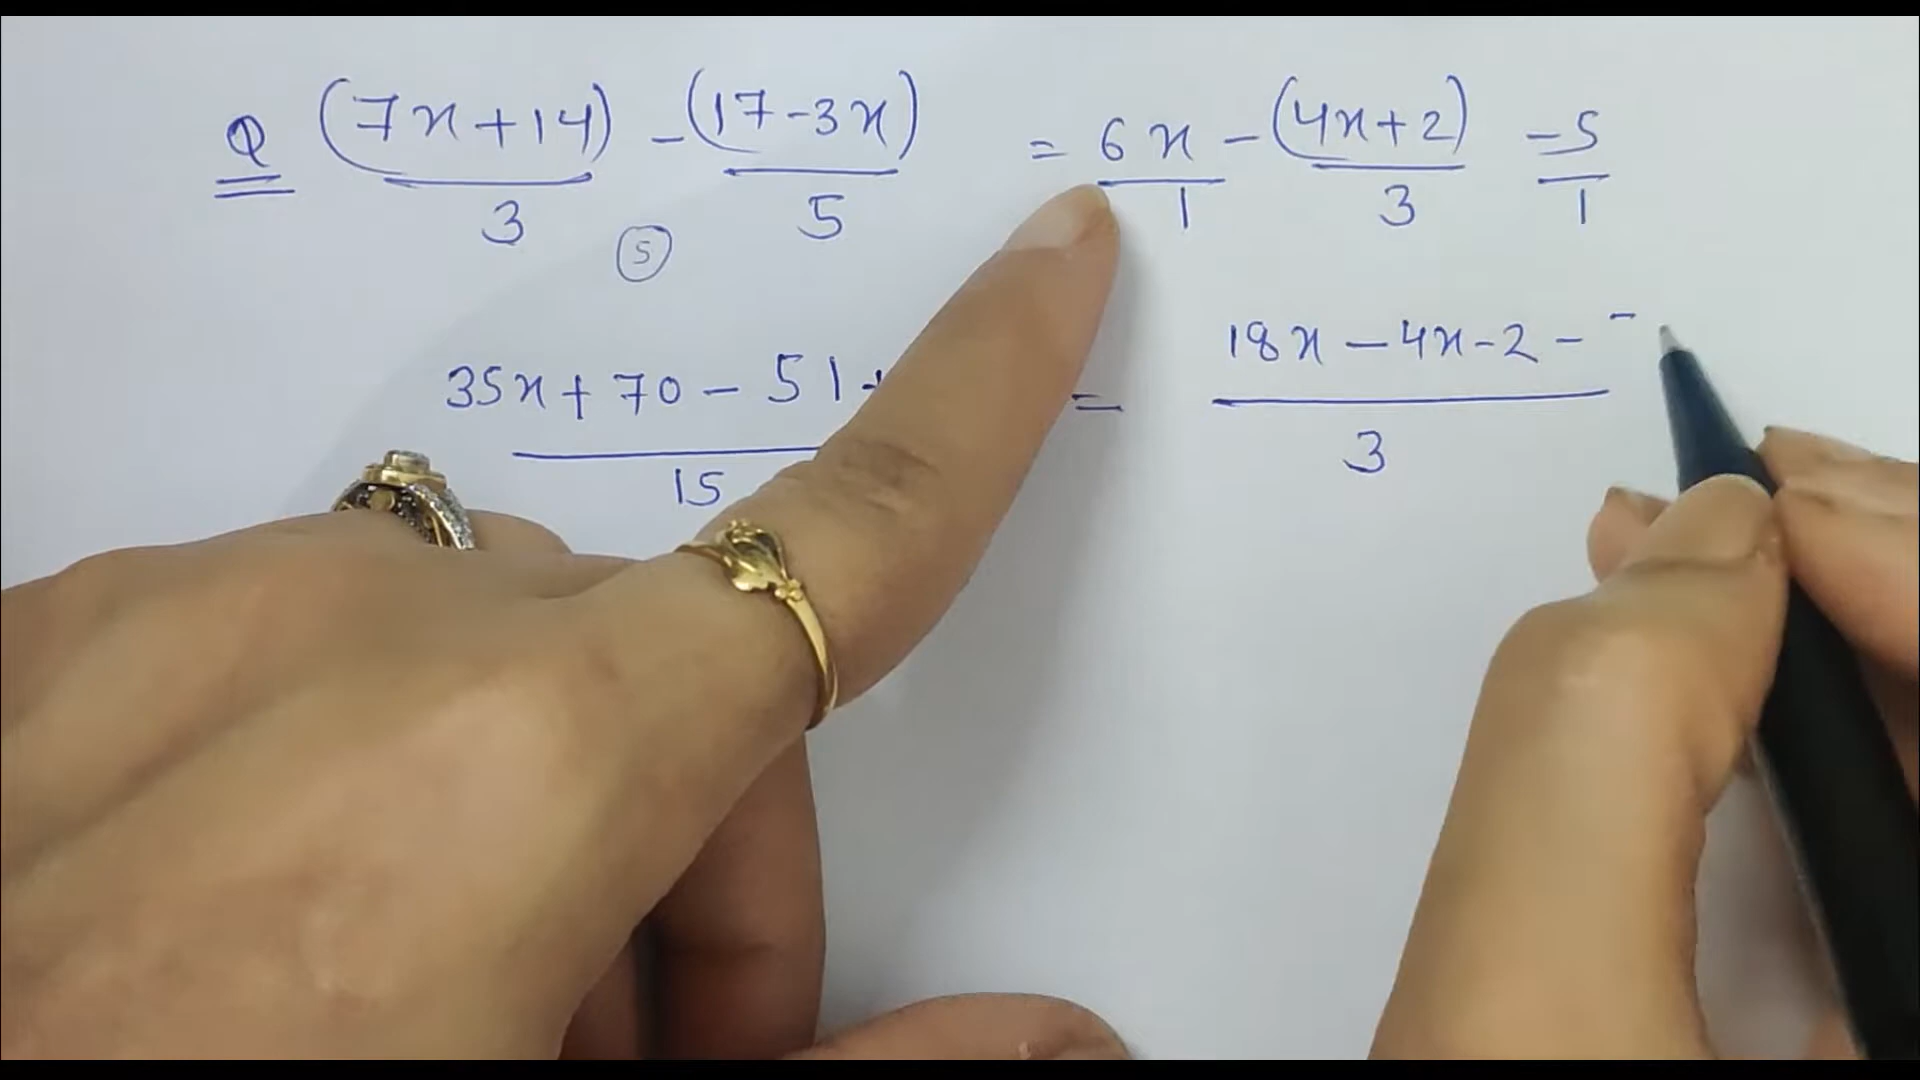 Q (7x+14)/3 - (17-3x)/5 = 6x/1 - (4x+2)/3 -5/1
5
35x+70-51+ /15 = 18x-4x-2- /3